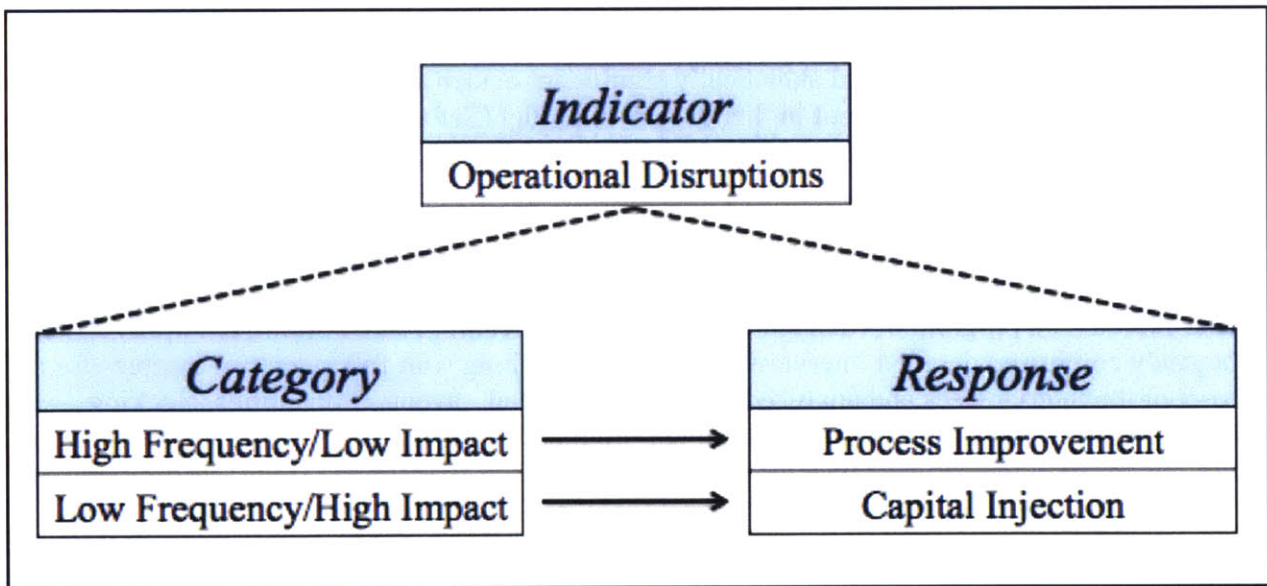 Indicator
Operational Disruptions
Category
Response
High Frequency/Low Impact
Process Improvement
Low Frequency/High Impact
Capital Injection